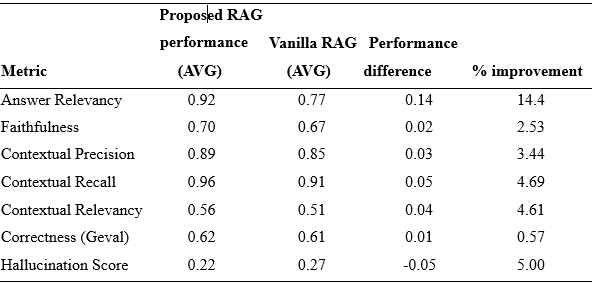 Proposed RAG
performance Vanilla RAG Performance
Metric (AVG) (AVG) difference % improvement
Answer Relevancy 0.92 0.77 0.14 14.4
Faithfulness 0.70 0.67 0.02 2.53
Contextual Precision 0.89 0.85 0.03 3.44
Contextual Recall 0.96 0.91 0.05 4.69
Contextual Relevancy 0.56 0.51 0.04 4.61
Correctness (Geval) 0.62 0.61 0.01 0.57
Hallucination Score 0.22 0.27 -0.05 5.00